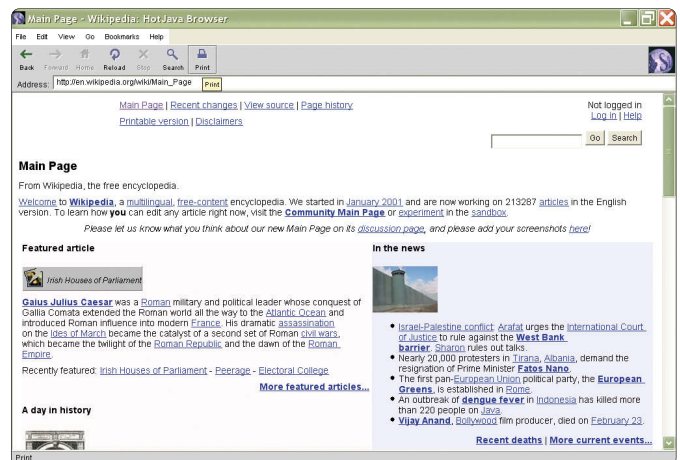 Main Page - Wikipedia: HotJava Browser
File Edit View Go Bookmarks Help
Back Forward Home Reload Stop Search Print
Address: http://en.wikipedia.org/wiki/Main_Page
Print
Main Page | Recent changes | View source | Page history
Printable version | Disclaimers
Not logged in
Log in | Help
Go Search
Main Page
From Wikipedia, the free encyclopedia.
Welcome to Wikipedia, a multilingual, free-content encyclopedia. We started in January 2001 and are now working on 213287 articles in the English
version. To learn how you can edit any article right now, visit the Community Main Page or experiment in the sandbox.
Please let us know what you think about our new Main Page on its discussion page, and please add your screenshots here!
Featured article
Irish Houses of Parliament
Gaius Julius Caesar was a Roman military and political leader whose conquest of
Gallia Comata extended the Roman world all the way to the Atlantic Ocean and
introduced Roman influence into modern France. His dramatic assassination
on the Ides of March became the catalyst of a second set of Roman civil wars,
which became the twilight of the Roman Republic and the dawn of the Roman
Empire.
Recently featured: Irish Houses of Parliament - Peerage - Electoral College
More featured articles...
A day in history
In the news
Israel-Palestine conflict: Arafat urges the International Court
of Justice to rule against the West Bank
barrier. Sharon rules out talks.
Nearly 20,000 protesters in Tirana, Albania, demand the
resignation of Prime Minister Fatos Nano.
The first pan-European Union political party, the European
Greens, is established in Rome.
An outbreak of dengue fever in Indonesia has killed more
than 220 people on Java.
Vijay Anand, Bollywood film producer, died on February 23.
Recent deaths | More current events...
Print